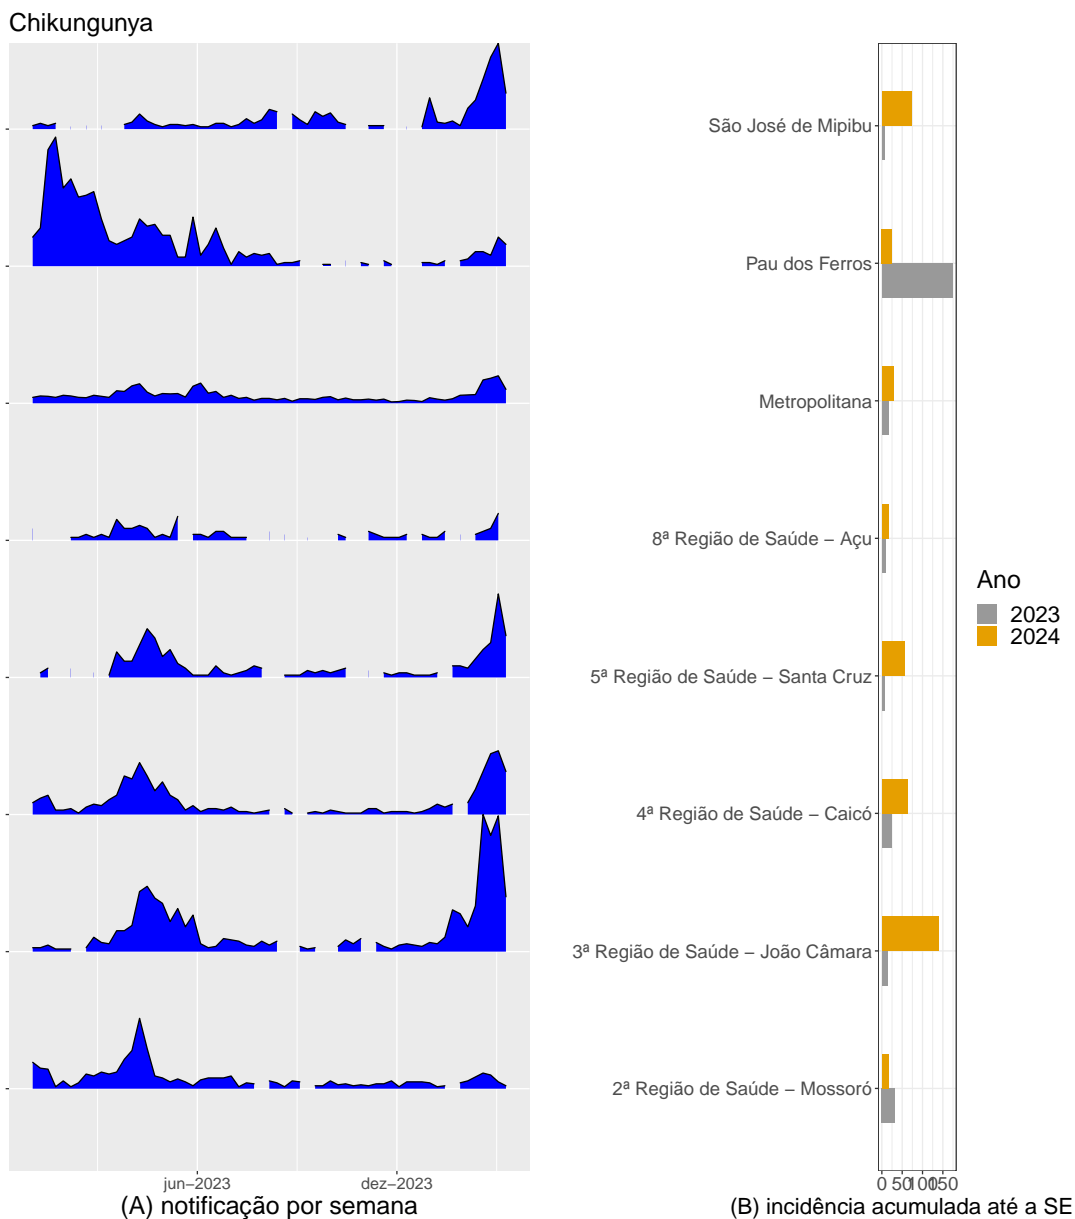 Chikungunya
São José de Mipibu
Pau dos Ferros
Metropolitana
8ª Região de Saúde – Açu
5ª Região de Saúde – Santa Cruz
4ª Região de Saúde – Caicó
3ª Região de Saúde – João Câmara
2ª Região de Saúde – Mossoró
Ano
2023
2024
jun–2023 dez–2023
0 50 100 150
(A) notificação por semana
(B) incidência acumulada até a SE